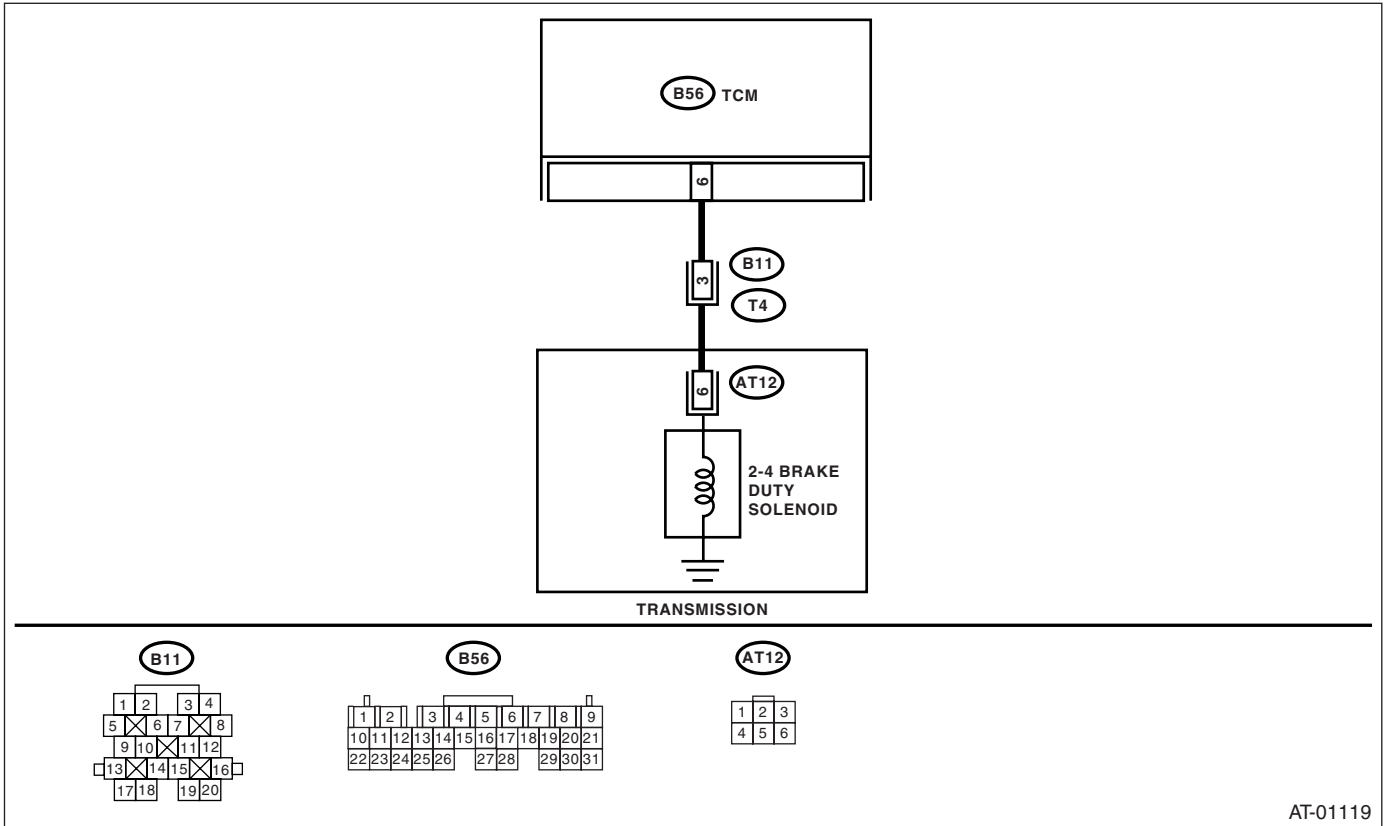 B56 TCM
6
3
B11
T4
6
AT12
2-4 BRAKE
DUTY
SOLENOID
TRANSMISSION
B11
1 2 3 4
5 6 7 8
9 10 11 12
13 14 15 16
17 18 19 20
B56
1 2 3 4 5 6 7 8 9
10 11 12 13 14 15 16 17 18 19 20 21
22 23 24 25 26 27 28 29 30 31
AT12
1 2 3
4 5 6
AT-01119